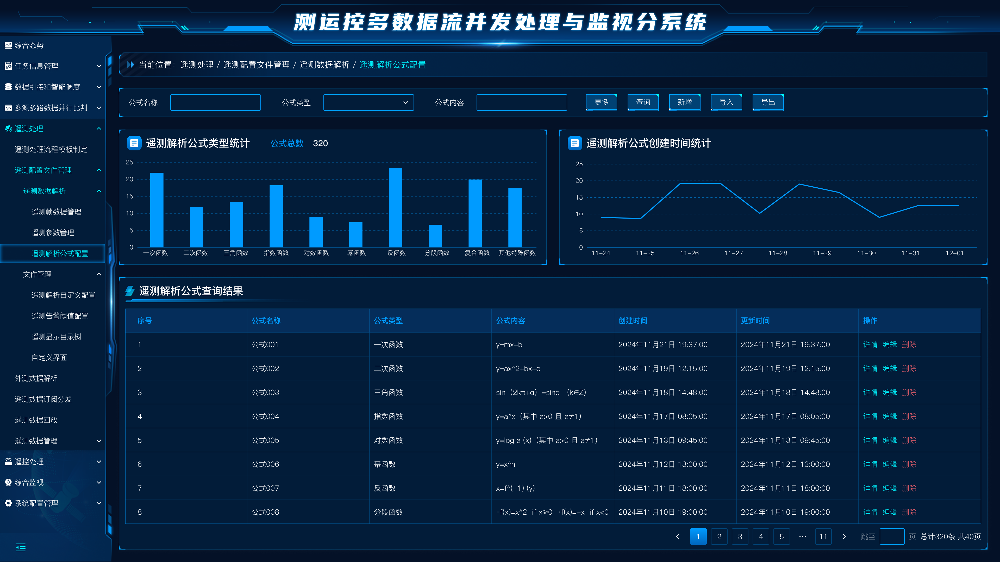 测运控多数据流并发处理与监视分系统
综合态势
任务信息管理
数据引接和智能调度
多源多路数据并行比判
遥测处理
遥测处理流程模板制定
遥测配置文件管理
遥测数据解析
遥测帧数据管理
遥测参数管理
遥测解析公式配置
文件管理
遥测解析自定义配置
遥测告警阈值配置
遥测显示目录树
自定义界面
外测数据解析
遥测数据订阅分发
遥测数据回放
遥测数据管理
遥控处理
综合监视
系统配置管理
当前位置：遥测处理 / 遥测配置文件管理 / 遥测数据解析 / 遥测解析公式配置
公式名称 公式类型 公式内容 更多 查询 新增 导入 导出
遥测解析公式类型统计 公式总数 320
25
20
15
10
5
0
一次函数 二次函数 三角函数 指数函数 对数函数 幂函数 反函数 分段函数 复合函数 其他特殊函数
遥测解析公式创建时间统计
25
20
15
10
5
0
11-24 11-25 11-26 11-27 11-28 11-29 11-30 11-31 12-01
遥测解析公式查询结果
序号 公式名称 公式类型 公式内容 创建时间 更新时间 操作
1 公式001 一次函数 y=mx+b 2024年11月21日 19:37:00 2024年11月21日 19:37:00 详情 编辑 删除
2 公式002 二次函数 y=ax^2+bx+c 2024年11月19日 12:15:00 2024年11月19日 12:15:00 详情 编辑 删除
3 公式003 三角函数 sin（2kπ+α）=sinα （k∈Z） 2024年11月18日 14:48:00 2024年11月18日 14:48:00 详情 编辑 删除
4 公式004 指数函数 y=a^x（其中 a>0 且 a≠1） 2024年11月17日 08:05:00 2024年11月17日 08:05:00 详情 编辑 删除
5 公式005 对数函数 y=log a (x)（其中 a>0 且 a≠1） 2024年11月13日 09:45:00 2024年11月13日 09:45:00 详情 编辑 删除
6 公式006 幂函数 y=x^n 2024年11月12日 13:00:00 2024年11月12日 13:00:00 详情 编辑 删除
7 公式007 反函数 x=f^(-1) (y) 2024年11月11日 18:00:00 2024年11月11日 18:00:00 详情 编辑 删除
8 公式008 分段函数 ·f(x)=x^2 if x≥0 ·f(x)=-x if x<0 2024年11月10日 19:00:00 2024年11月10日 19:00:00 详情 编辑 删除
1 2 3 4 5 ··· 11 跳至 页 总计320条 共40页